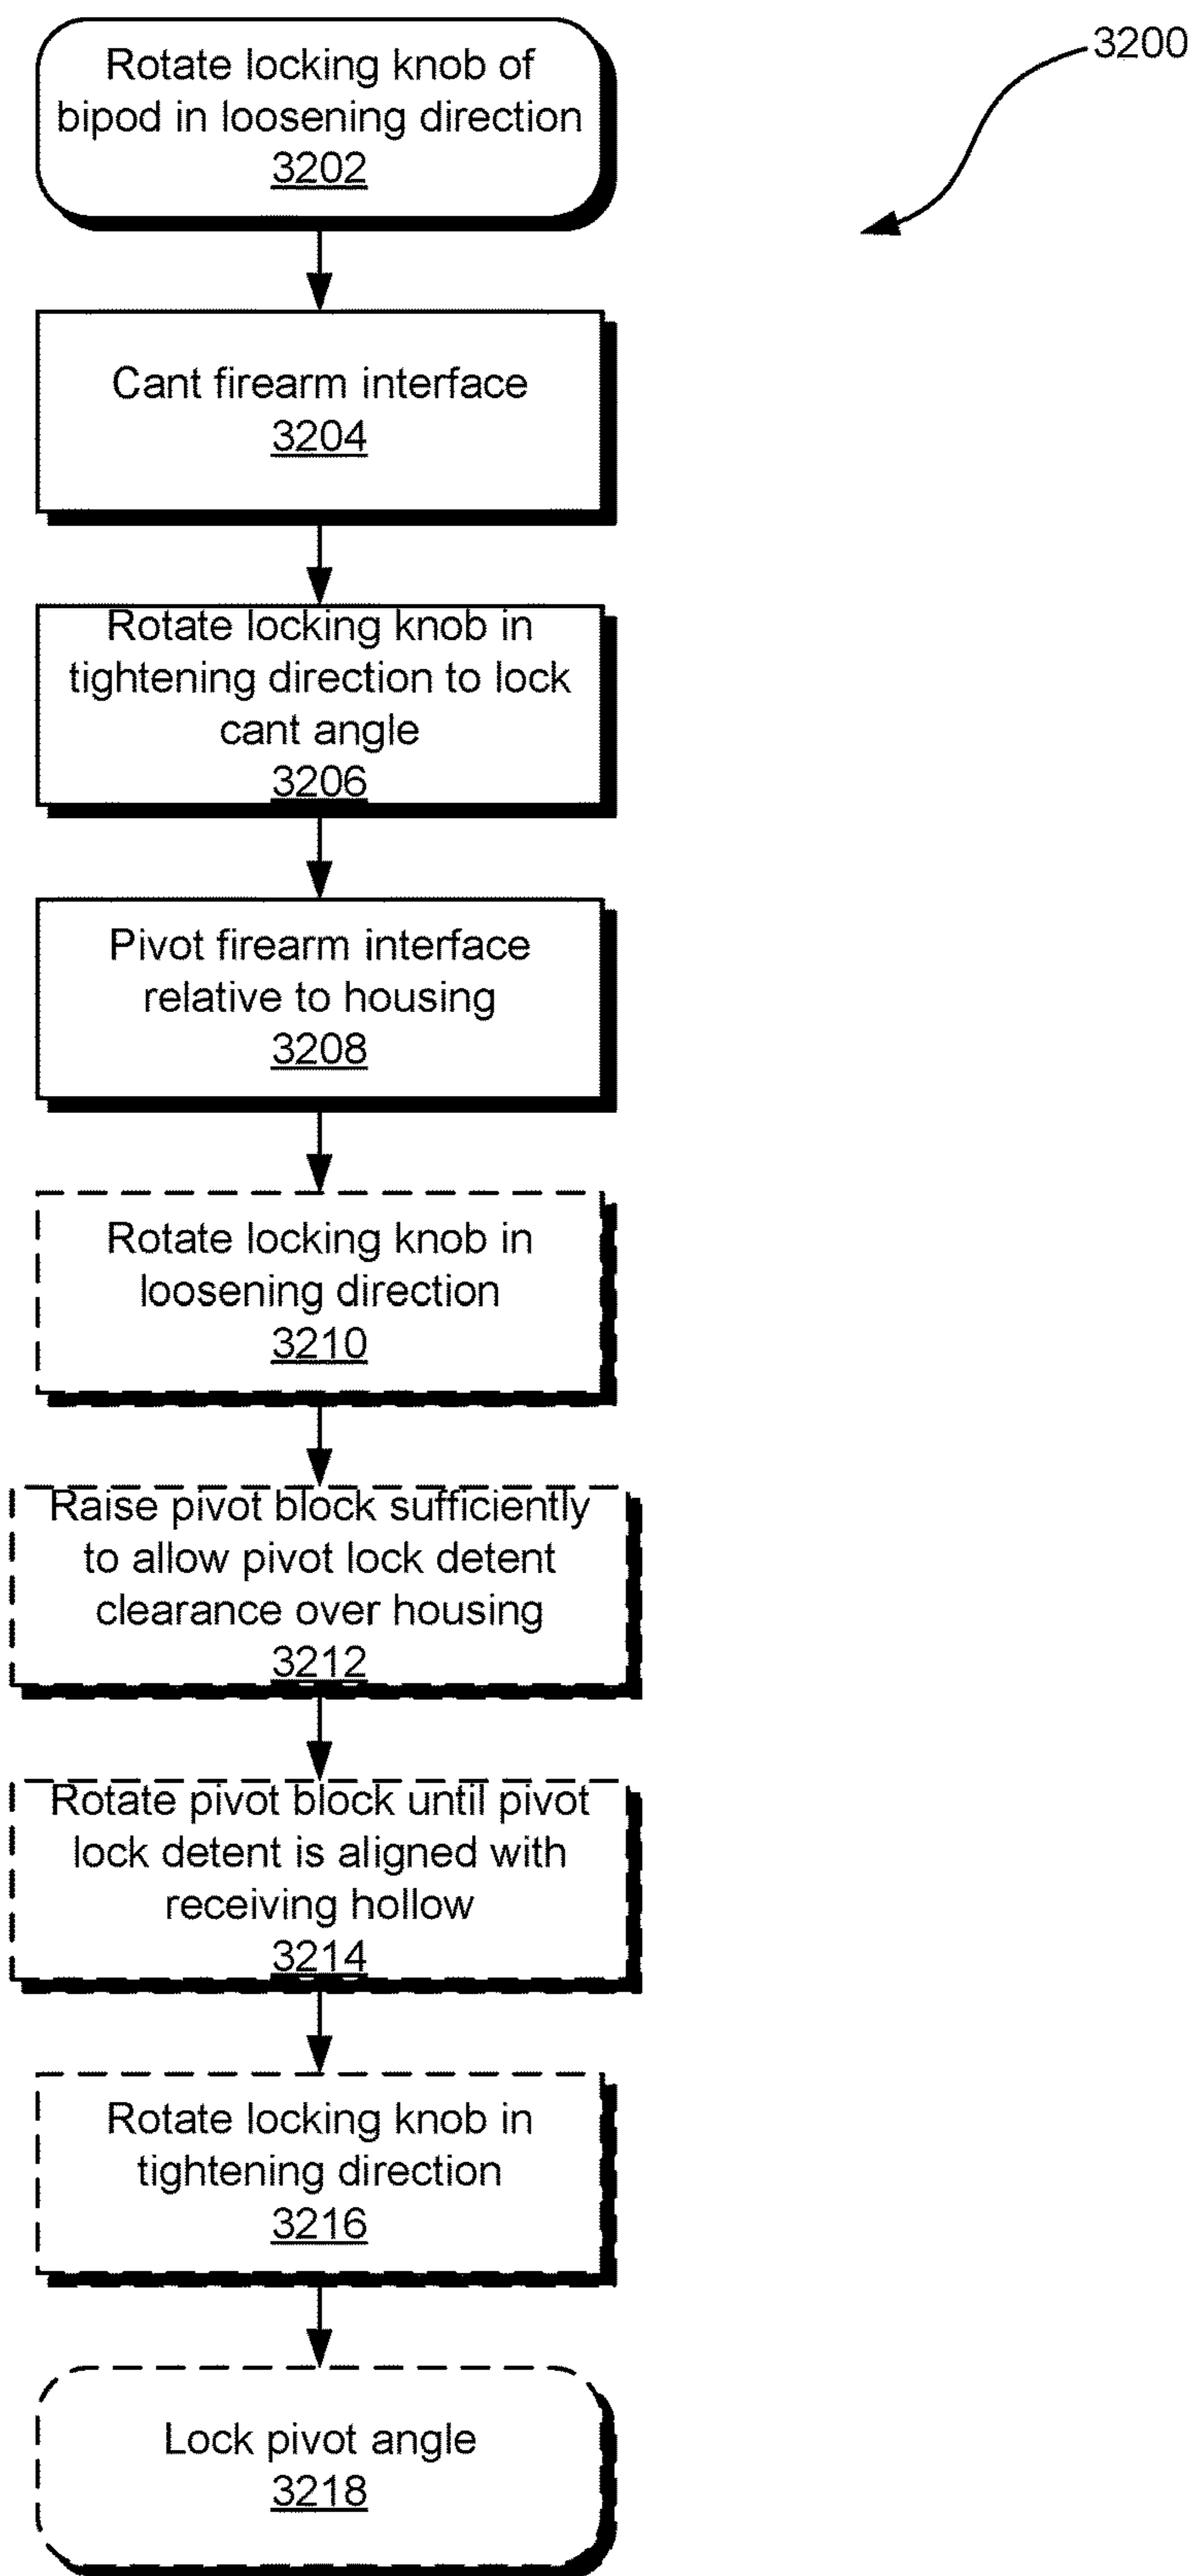 3200
Rotate locking knob of
bipod in loosening direction
3202
Cant firearm interface
3204
Rotate locking knob in
tightening direction to lock
cant angle
3206
Pivot firearm interface
relative to housing
3208
Rotate locking knob in
loosening direction
3210
Raise pivot block sufficiently
to allow pivot lock detent
clearance over housing
3212
Rotate pivot block until pivot
lock detent is aligned with
receiving hollow
3214
Rotate locking knob in
tightening direction
3216
Lock pivot angle
3218